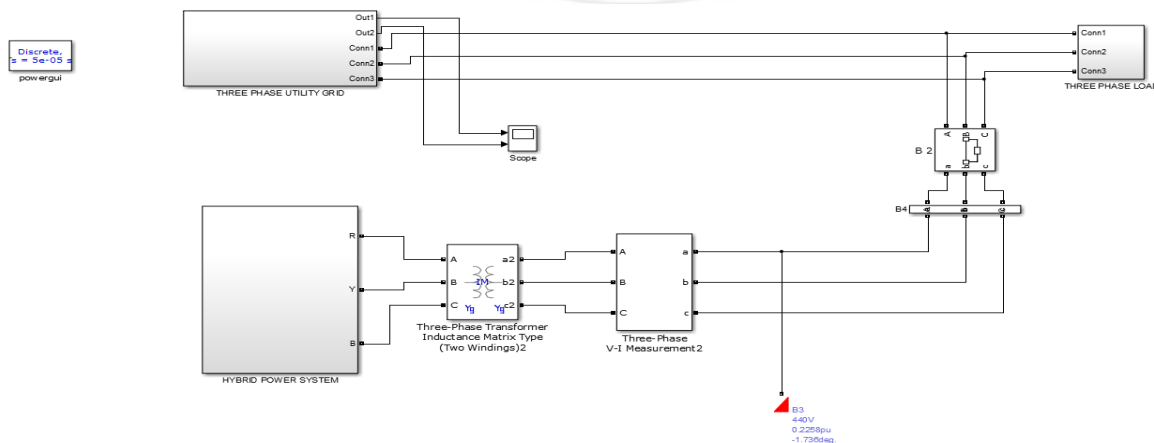 Discrete,
s = 5e-05 s
powergui
Out1
Out2
Conn1
Conn2
Conn3
THREE PHASE UTILITY GRID
Scope
Conn1
Conn2
Conn3
THREE PHASE LOA
A
B
C
B 2
a
b
c
B4
A
B
C
R
Y
B
HYBRID POWER SYSTEM
A
B
C
IM
Yg
Yg
a2
b2
c2
Three-Phase Transformer
Inductance Matrix Type
(Two Windings)2
A
B
C
a
b
c
Three-Phase
V-I Measurement2
B3
440V
0.2258pu
-1.736deg.